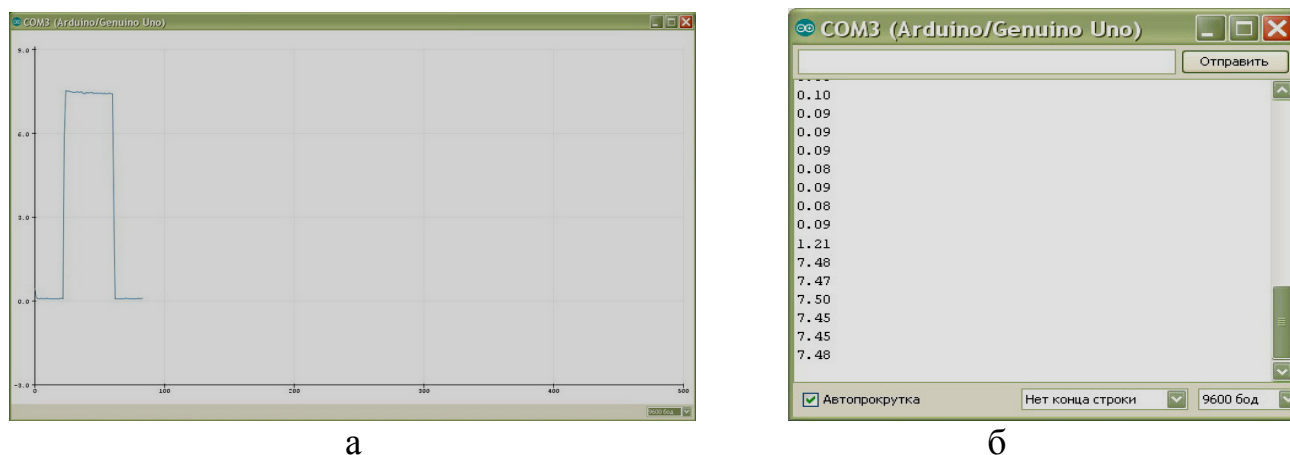 COM3 (Arduino/Genuino Uno)
9.0
6.0
3.0
0.0
-3.0
0
100
200
300
400
500
9600 бод
а
COM3 (Arduino/Genuino Uno)
Отправить
0.10
0.09
0.09
0.09
0.08
0.09
0.08
0.09
1.21
7.48
7.47
7.50
7.45
7.45
7.48
Автопрокрутка
Нет конца строки
9600 бод
б